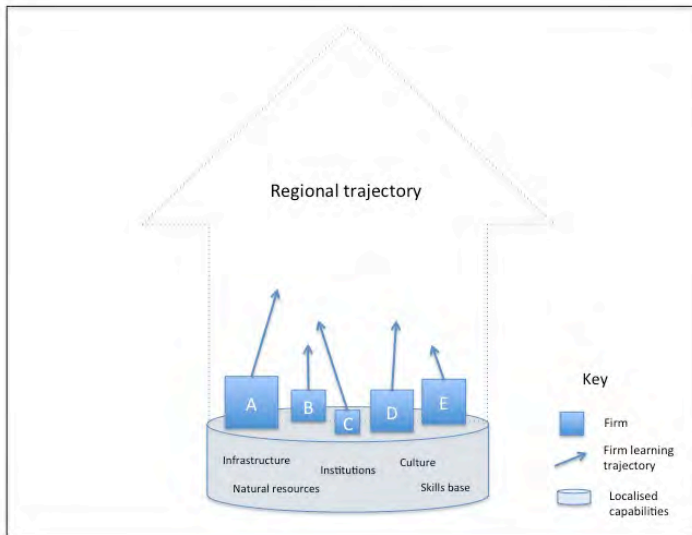 Regional trajectory
A
B
C
D
E
Infrastructure
Institutions
Culture
Natural resources
Skills base
Key
Firm
Firm learning
trajectory
Localised
capabilities